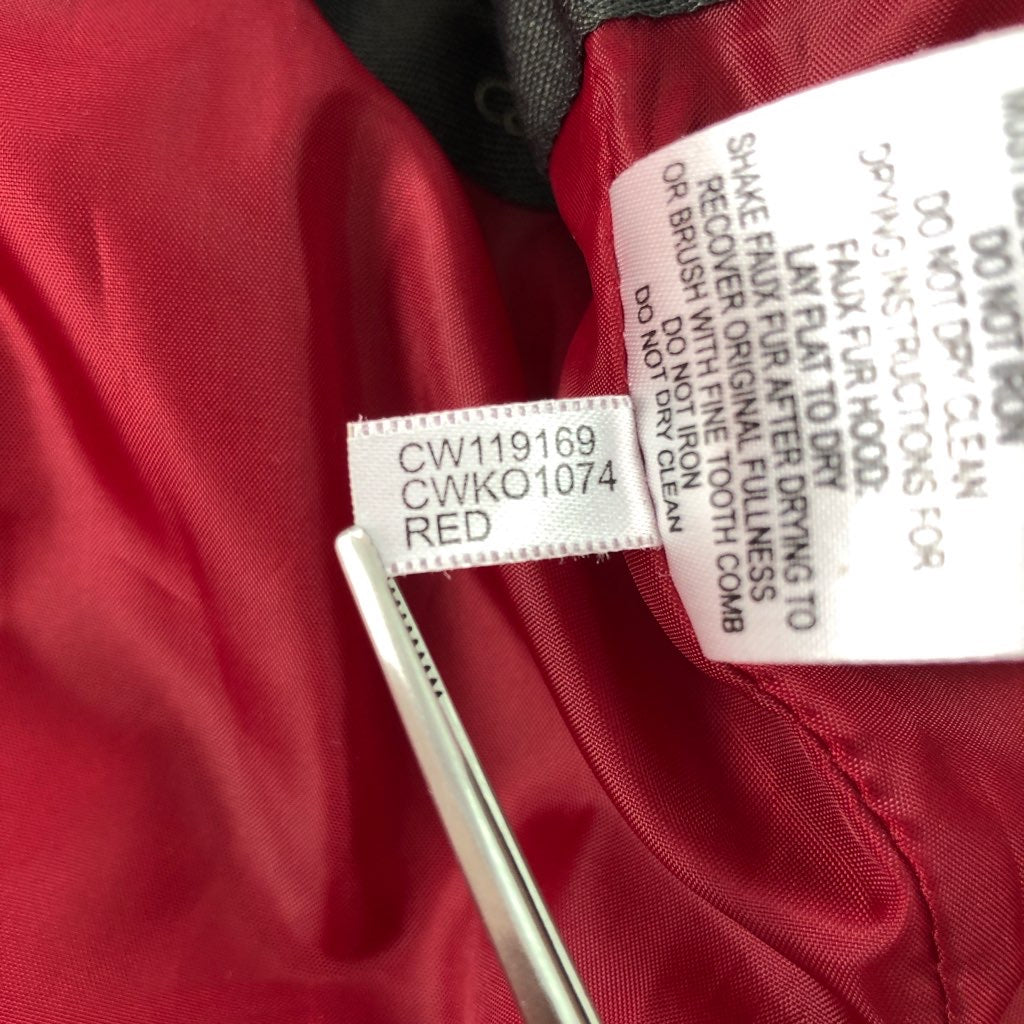 CW119169
CWKO1074
RED
DO NOT IRON
DO NOT DRY CLEAN
DRYING INSTRUCTIONS FOR
FAUX FUR HOOD:
LAY FLAT TO DRY
SHAKE FAUX FUR AFTER DRYING TO
RECOVER ORIGINAL FULLNESS
OR BRUSH WITH FINE TOOTH COMB
DO NOT IRON
DO NOT DRY CLEAN